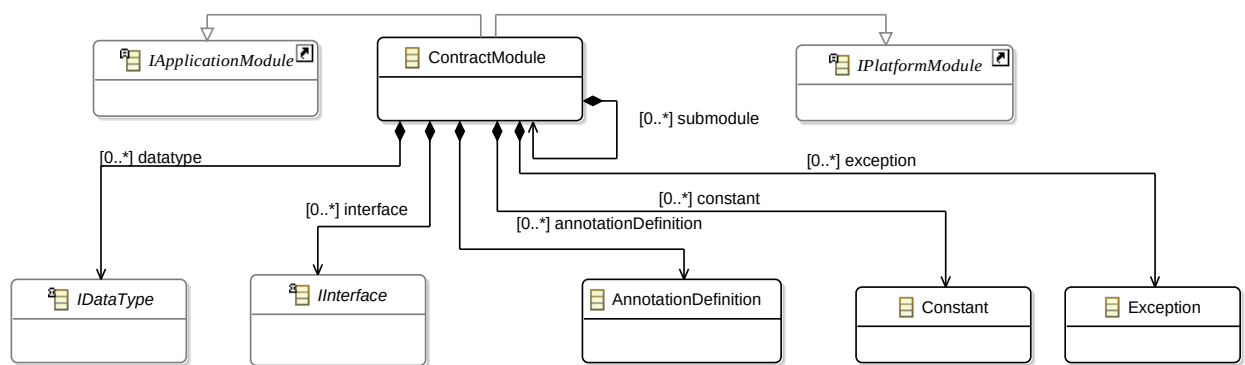 IApplicationModule
ContractModule
IPlatformModule
[0..*] submodule
[0..*] datatype
[0..*] exception
[0..*] constant
[0..*] interface
[0..*] annotationDefinition
IDataType
IInterface
AnnotationDefinition
Constant
Exception